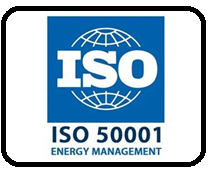 ISO
ISO 50001
ENERGY MANAGEMENT